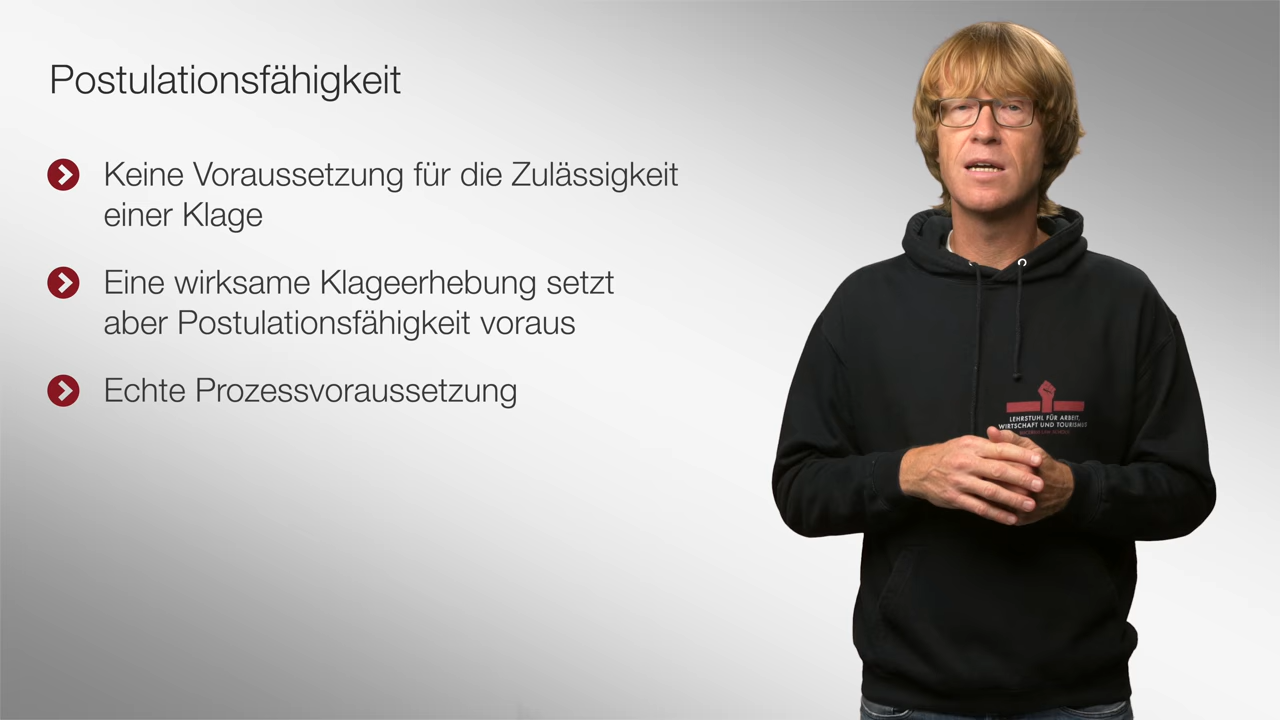 Postulationsfähigkeit
Keine Voraussetzung für die Zulässigkeit
einer Klage
Eine wirksame Klageerhebung setzt
aber Postulationsfähigkeit voraus
Echte Prozessvoraussetzung
LEHRSTUHL FÜR ARBEIT,
WIRTSCHAFT UND TOURISMUS